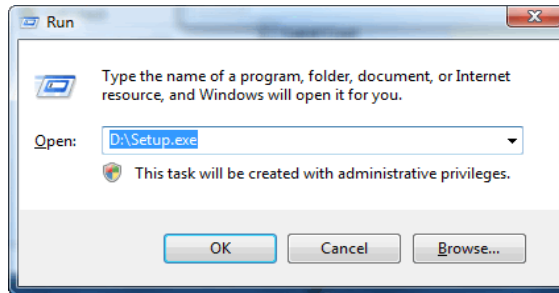 Run
Type the name of a program, folder, document, or Internet
resource, and Windows will open it for you.
Open: D:\Setup.exe
This task will be created with administrative privileges.
OK Cancel Browse...